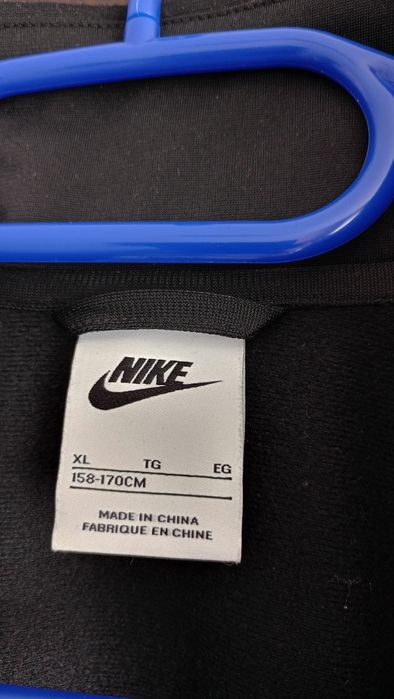 NIKE
XL TG EG
158-170CM
MADE IN CHINA
FABRIQUE EN CHINE